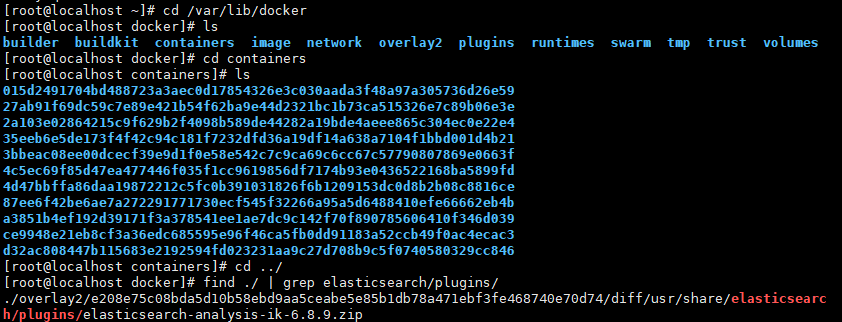 [root@localhost ~]# cd /var/lib/docker
[root@localhost docker]# ls
builder buildkit containers image network overlay2 plugins runtimes swarm tmp trust volumes
[root@localhost docker]# cd containers
[root@localhost containers]# ls
015d2491704bd488723a3aec0d17854326e3c030aada3f48a97a305736d26e59
27ab91f69dc59c7e89e421b54f62ba9e44d2321bc1b73ca515326e7c89b06e3e
2a103e02864215c9f629b2f4098b589de44282a19bde4aeee865c304ec0e22e4
35eeb6e5de173f4f42c94c181f7232dfd36a19df14a638a7104f1bbd001d4b21
3bbeac08ee00dcecf39e9d1f0e58e542c7c9ca69c6cc67c57790807869e0663f
4c5ec69f85d47ea477446f035f1cc9619856df7174b93e0436522168ba5899fd
4d47bbffa86daa19872212c5fc0b391031826f6b1209153dc0d8b2b08c8816ce
87ee6f42be6ae7a272291771730ecf545f32266a95a5d6488410efe66662eb4b
a3851b4ef192d39171f3a378541ee1ae7dc9c142f70f890785606410f346d039
ce9948e21eb8cf3a36edc685595e96f46ca5fb0dd91183a52ccb49f0ac4ecac3
d32ac808447b115683e2192594fd023231aa9c27d708b9c5f0740580329cc846
[root@localhost containers]# cd ../
[root@localhost docker]# find ./ | grep elasticsearch/plugins/
./overlay2/e208e75c08bda5d10b58ebd9aa5ceabe5e85b1db78a471ebf3fe468740e70d74/diff/usr/share/elasticsearc
h/plugins/elasticsearch-analysis-ik-6.8.9.zip